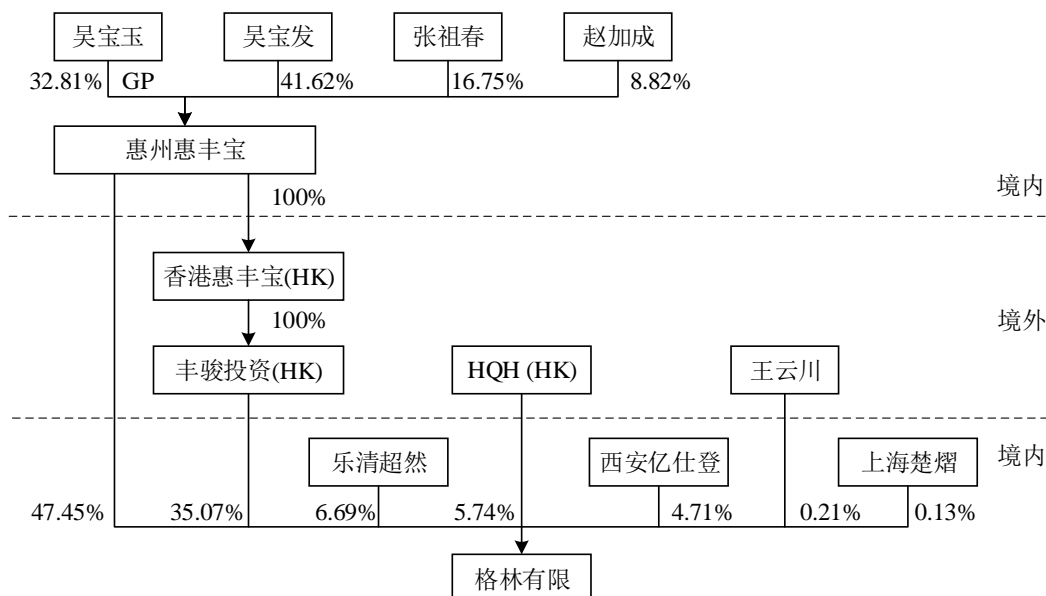 吴宝玉
吴宝发
张祖春
赵加成
32.81%
GP
41.62%
16.75%
8.82%
惠州惠丰宝
100%
境内
香港惠丰宝(HK)
100%
境外
丰骏投资(HK)
HQH (HK)
王云川
乐清超然
西安亿仕登
上海楚熠
境内
47.45%
35.07%
6.69%
5.74%
4.71%
0.21%
0.13%
格林有限